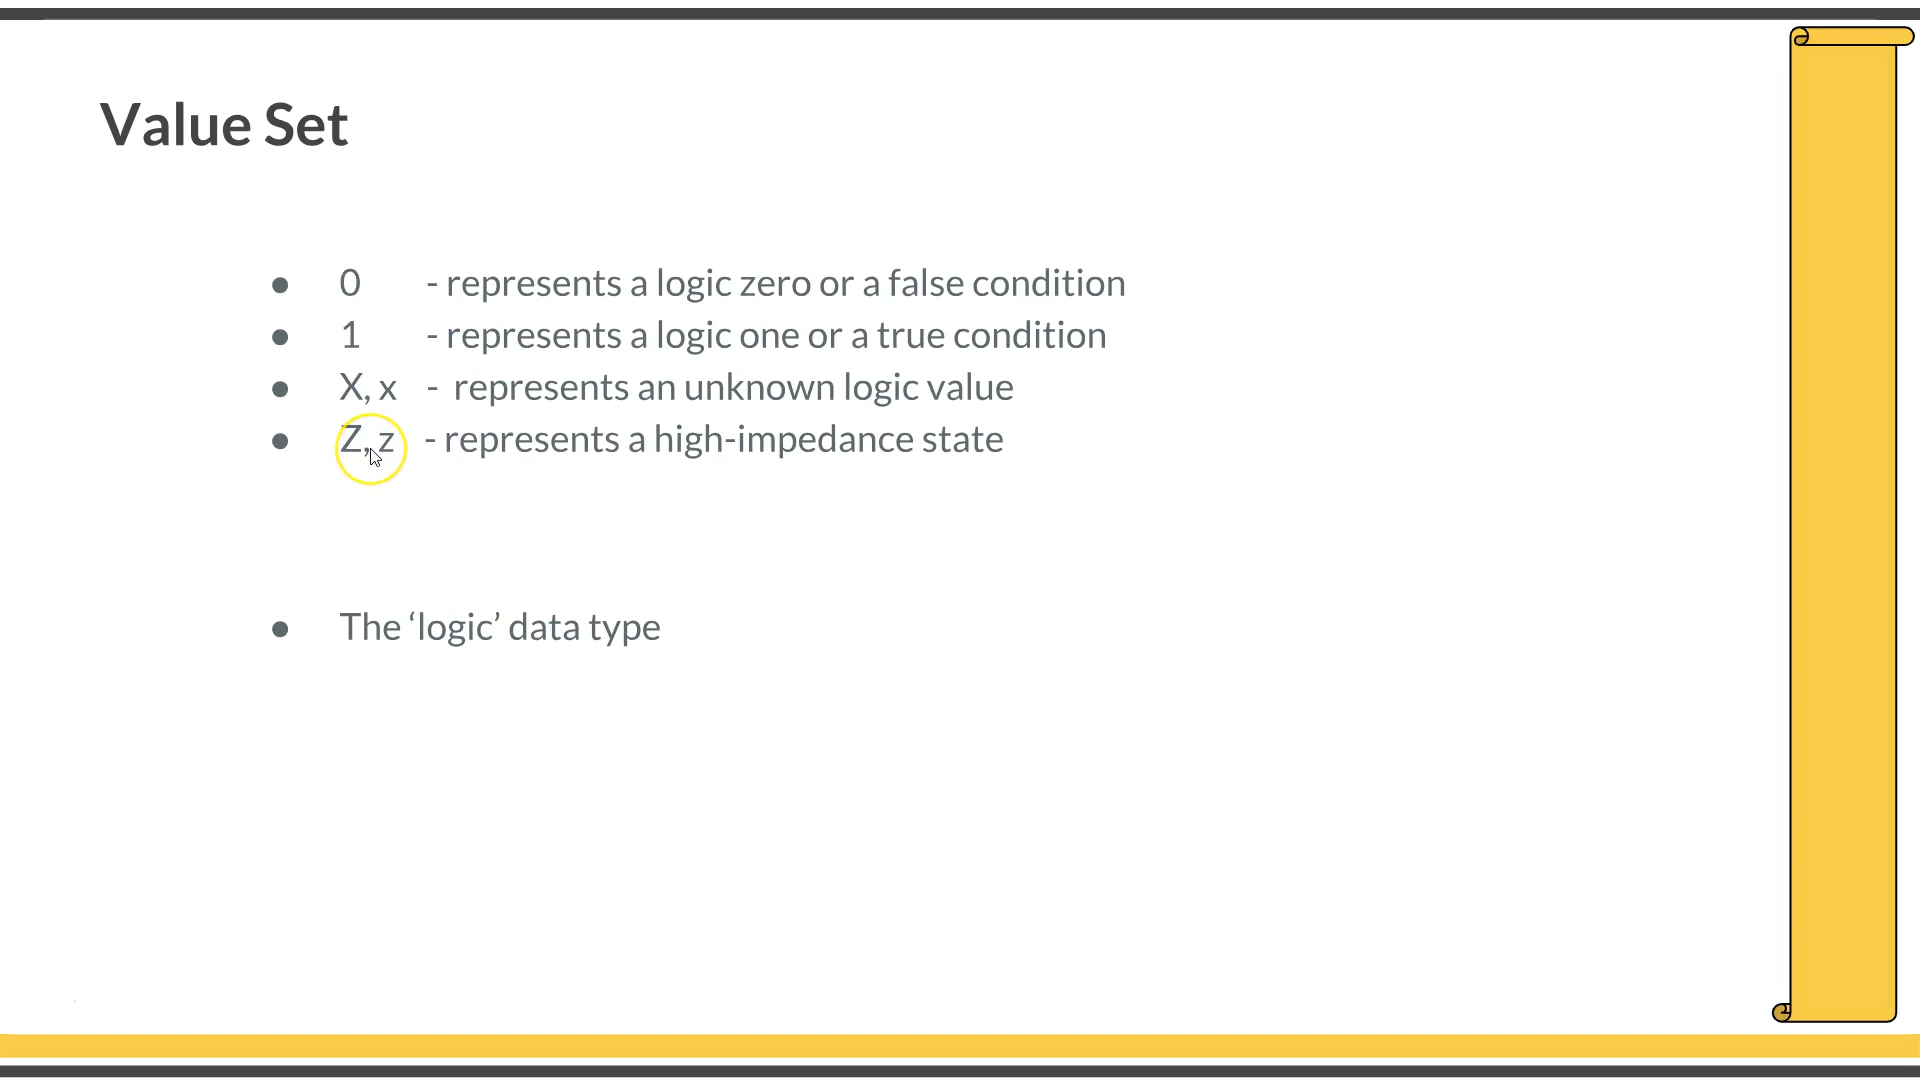 Value Set
● 0 - represents a logic zero or a false condition
● 1 - represents a logic one or a true condition
● X, x - represents an unknown logic value
● Z, z - represents a high-impedance state
● The ‘logic’ data type